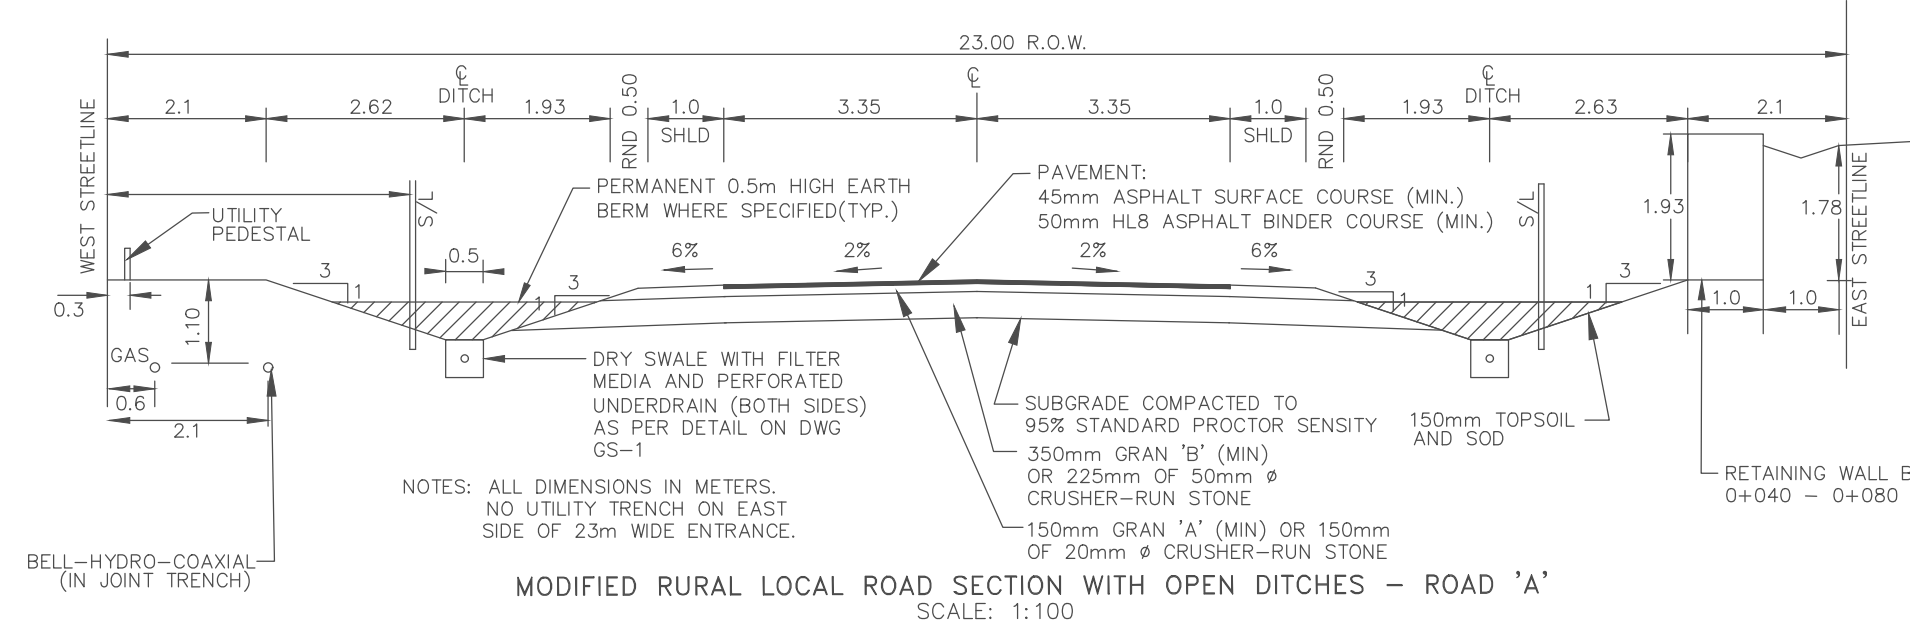 23.00 R.O.W.
℄
DITCH
℄
℄
DITCH
2.1
2.62
1.93
RND 0.50
1.0
SHLD
3.35
3.35
1.0
SHLD
RND 0.50
1.93
2.63
2.1
WEST STREETLINE
EAST STREETLINE
S/L
S/L
UTILITY
PEDESTAL
PERMANENT 0.5m HIGH EARTH
BERM WHERE SPECIFIED(TYP.)
PAVEMENT:
45mm ASPHALT SURFACE COURSE (MIN.)
50mm HL8 ASPHALT BINDER COURSE (MIN.)
1.93
1.78
0.5
6%
2%
2%
6%
3
1
3
1
3
1
3
1
0.3
1.10
1.0
1.0
GAS
0.6
2.1
DRY SWALE WITH FILTER
MEDIA AND PERFORATED
UNDERDRAIN (BOTH SIDES)
AS PER DETAIL ON DWG
GS-1
SUBGRADE COMPACTED TO
95% STANDARD PROCTOR SENSITY
150mm TOPSOIL
AND SOD
350mm GRAN 'B' (MIN)
OR 225mm OF 50mm ø
CRUSHER-RUN STONE
RETAINING WALL B
0+040 - 0+080
NOTES: ALL DIMENSIONS IN METERS.
NO UTILITY TRENCH ON EAST
SIDE OF 23m WIDE ENTRANCE.
150mm GRAN 'A' (MIN) OR 150mm
OF 20mm ø CRUSHER-RUN STONE
BELL-HYDRO-COAXIAL
(IN JOINT TRENCH)
MODIFIED RURAL LOCAL ROAD SECTION WITH OPEN DITCHES - ROAD 'A'
SCALE: 1:100